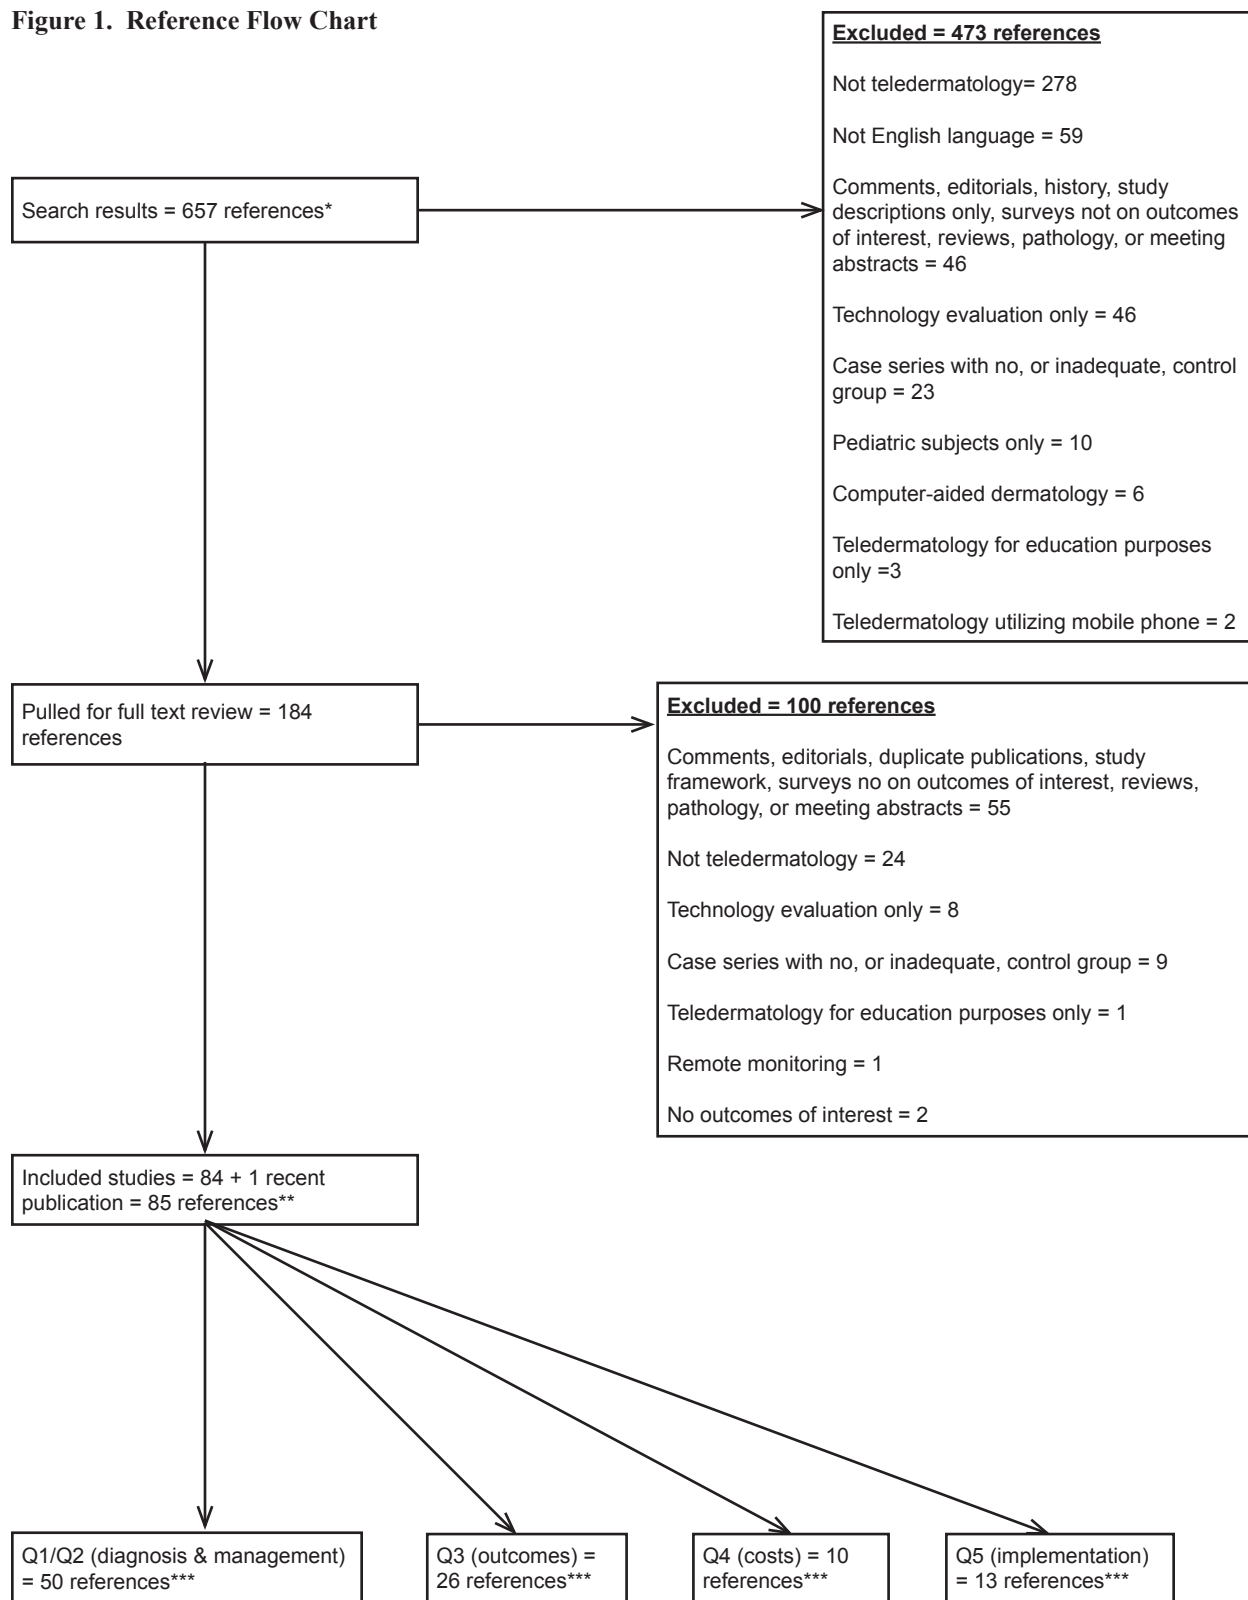 Figure 1. Reference Flow Chart
Excluded = 473 references
Not teledermatology= 278
Not English language = 59
Comments, editorials, history, study
descriptions only, surveys not on outcomes
of interest, reviews, pathology, or meeting
abstracts = 46
Technology evaluation only = 46
Case series with no, or inadequate, control
group = 23
Pediatric subjects only = 10
Computer-aided dermatology = 6
Teledermatology for education purposes
only =3
Teledermatology utilizing mobile phone = 2
Search results = 657 references*
Pulled for full text review = 184
references
Excluded = 100 references
Comments, editorials, duplicate publications, study
framework, surveys no on outcomes of interest, reviews,
pathology, or meeting abstracts = 55
Not teledermatology = 24
Technology evaluation only = 8
Case series with no, or inadequate, control group = 9
Teledermatology for education purposes only = 1
Remote monitoring = 1
No outcomes of interest = 2
Included studies = 84 + 1 recent
publication = 85 references**
Q1/Q2 (diagnosis & management)
= 50 references***
Q3 (outcomes) =
26 references***
Q4 (costs) = 10
references***
Q5 (implementation)
= 13 references***